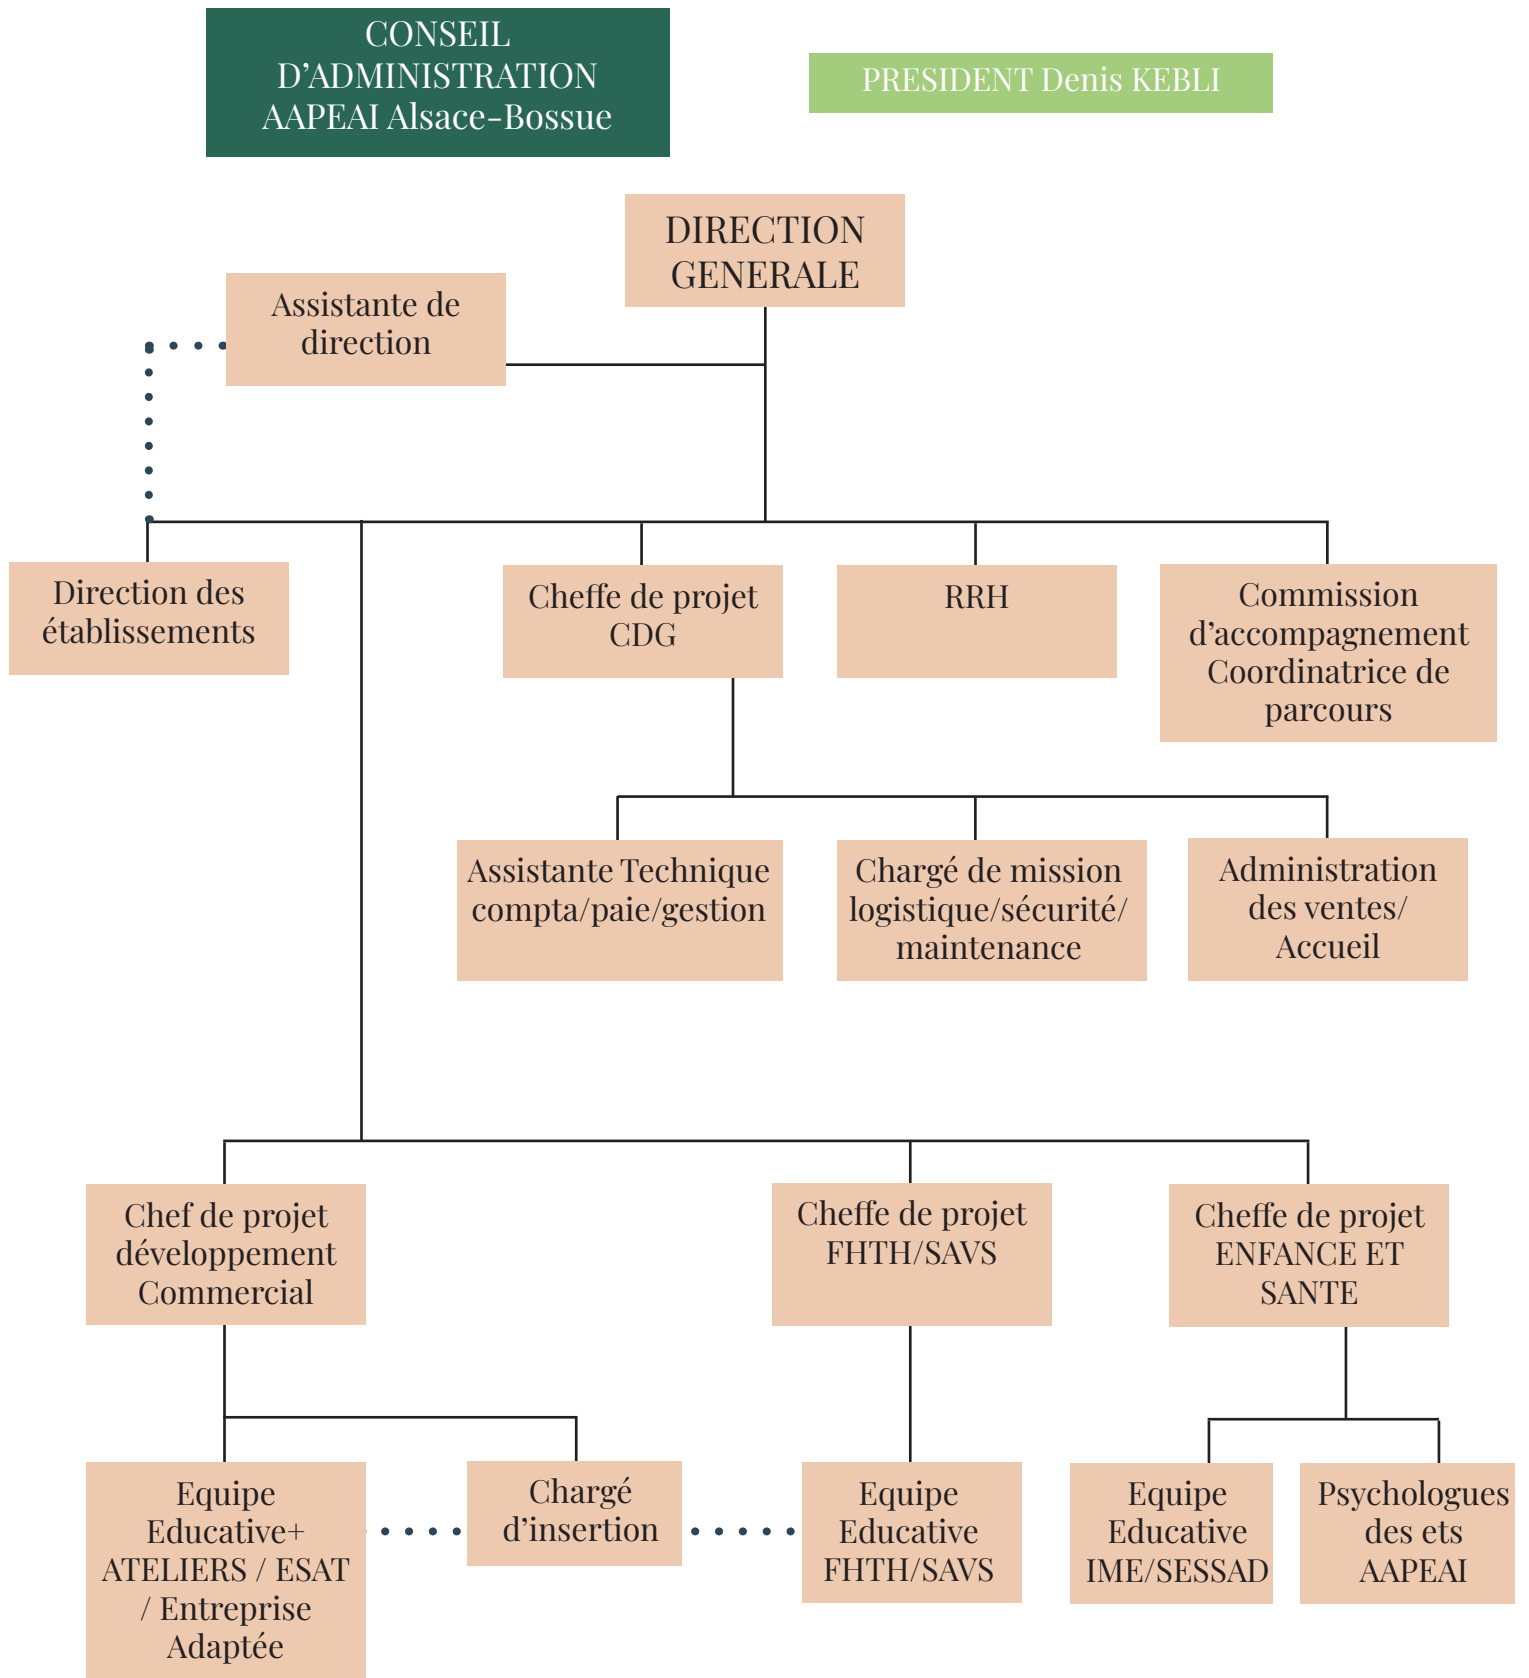 CONSEIL
D’ADMINISTRATION
AAPEAI Alsace-Bossue
PRESIDENT Denis KEBLI
DIRECTION
GENERALE
Assistante de
direction
Direction des
établissements
Cheffe de projet
CDG
RRH
Commission
d’accompagnement
Coordinatrice de
parcours
Assistante Technique
compta/paie/gestion
Chargé de mission
logistique/sécurité/
maintenance
Administration
des ventes/
Accueil
Chef de projet
développement
Commercial
Cheffe de projet
FHTH/SAVS
Cheffe de projet
ENFANCE ET
SANTE
Equipe
Educative+
ATELIERS / ESAT
/ Entreprise
Adaptée
Chargé
d’insertion
Equipe
Educative
FHTH/SAVS
Equipe
Educative
IME/SESSAD
Psychologues
des ets
AAPEAI